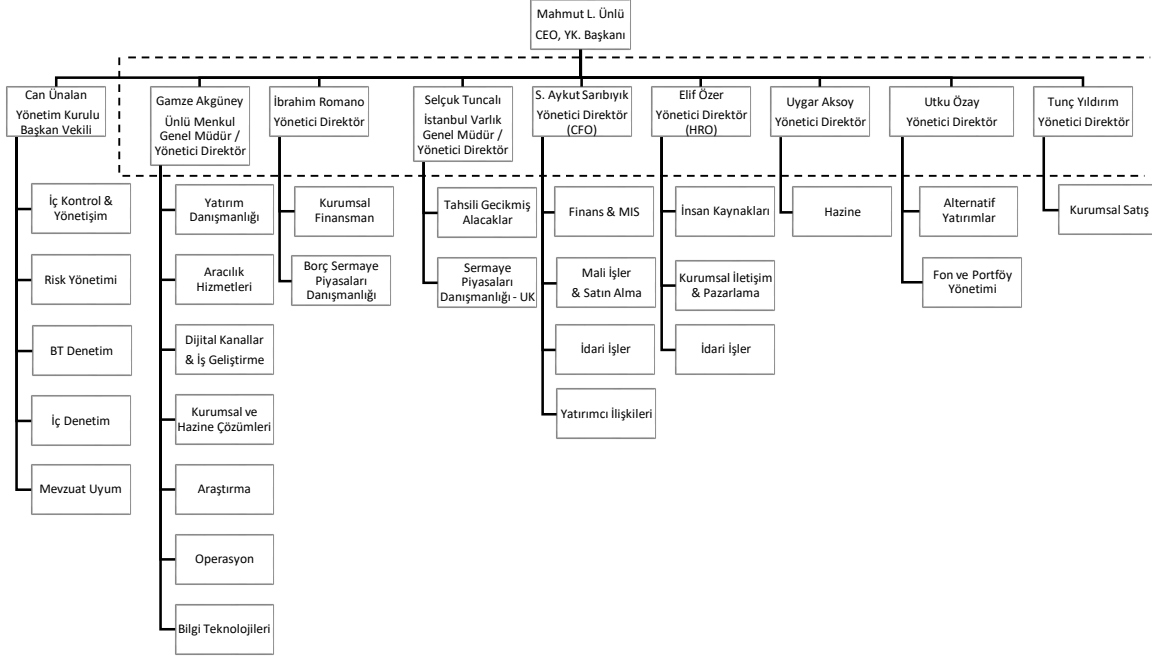 Mahmut L. Ünlü
CEO, YK. Başkanı
Can Ünalan
Yönetim Kurulu
Başkan Vekili
Gamze Akgüney
Ünlü Menkul
Genel Müdür /
Yönetici Direktör
İbrahim Romano
Yönetici Direktör
Selçuk Tuncalı
İstanbul Varlık
Genel Müdür /
Yönetici Direktör
S. Aykut Sarıbıyık
Yönetici Direktör
(CFO)
Elif Özer
Yönetici Direktör
(HRO)
Uygar Aksoy
Yönetici Direktör
Utku Özay
Yönetici Direktör
Tunç Yıldırım
Yönetici Direktör
İç Kontrol &
Yönetişim
Risk Yönetimi
BT Denetim
İç Denetim
Mevzuat Uyum
Yatırım
Danışmanlığı
Aracılık
Hizmetleri
Dijital Kanallar
& İş Geliştirme
Kurumsal ve
Hazine Çözümleri
Araştırma
Operasyon
Bilgi Teknolojileri
Kurumsal
Finansman
Borç Sermaye
Piyasaları
Danışmanlığı
Tahsili Gecikmiş
Alacaklar
Sermaye
Piyasaları
Danışmanlığı - UK
Finans & MIS
Mali İşler
& Satın Alma
İdari İşler
Yatırımcı İlişkileri
İnsan Kaynakları
Kurumsal İletişim
& Pazarlama
İdari İşler
Hazine
Alternatif
Yatırımlar
Fon ve Portföy
Yönetimi
Kurumsal Satış